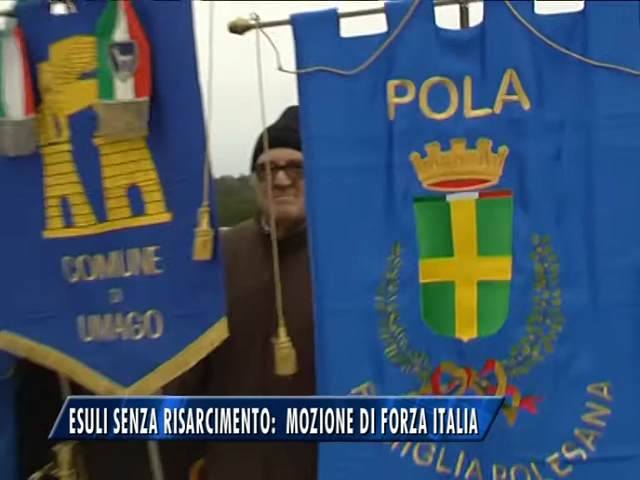 POLA
COMUNE
DI
UMAGO
ESULI SENZA RISARCIMENTO: MOZIONE DI FORZA ITALIA
POLESANA